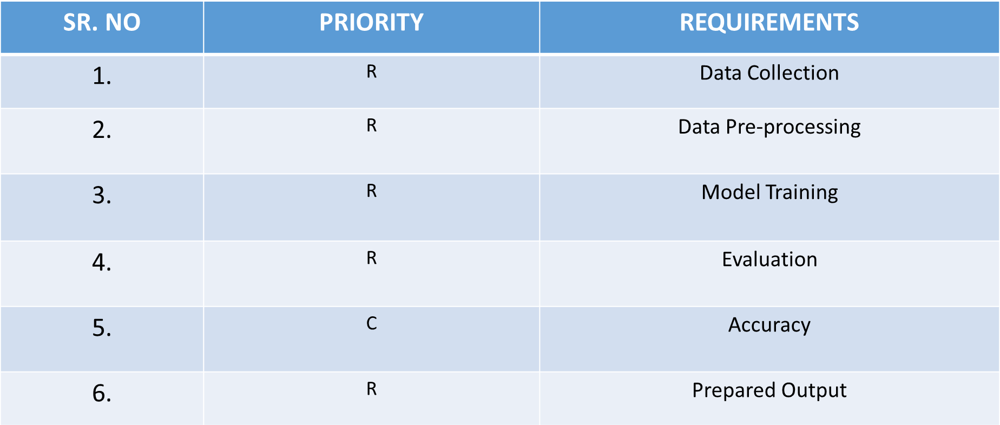 SR. NO PRIORITY REQUIREMENTS
1. R Data Collection
2. R Data Pre-processing
3. R Model Training
4. R Evaluation
5. C Accuracy
6. R Prepared Output